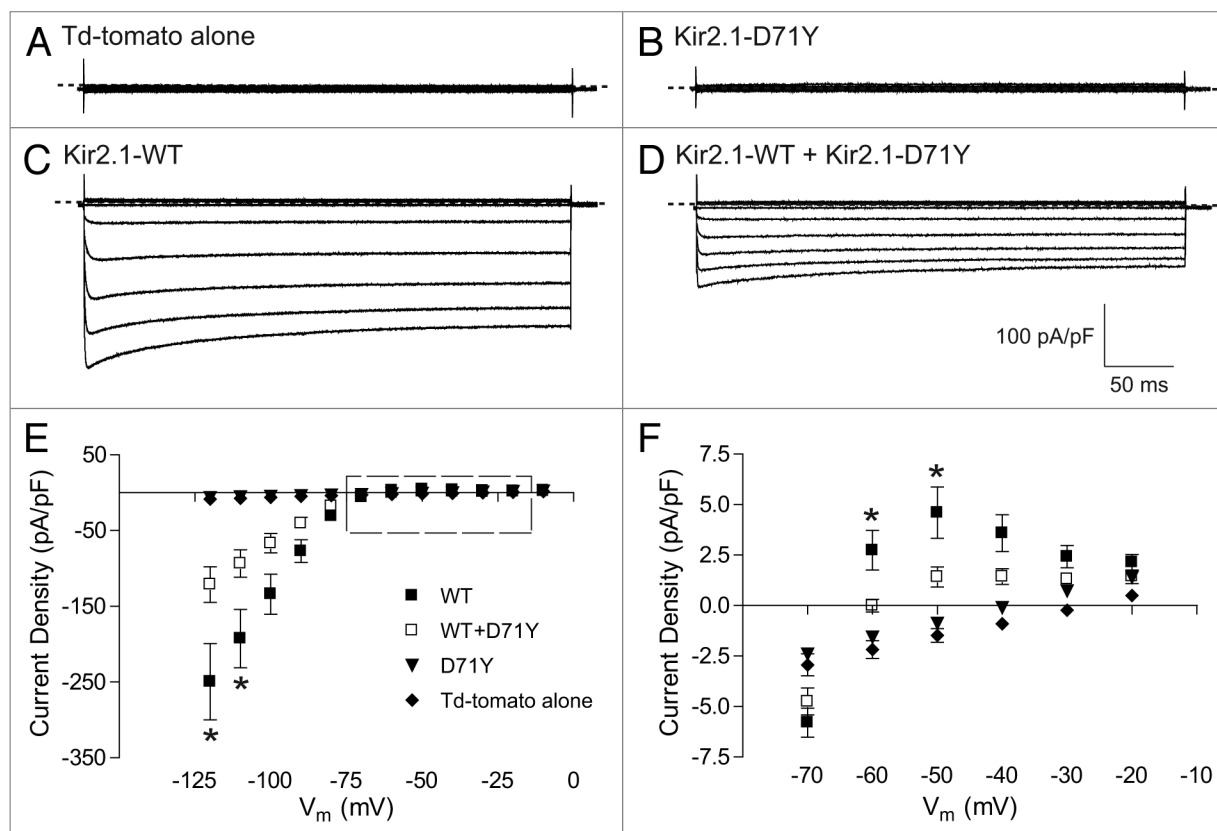 A Td-tomato alone
B Kir2.1-D71Y
C Kir2.1-WT
D Kir2.1-WT + Kir2.1-D71Y
100 pA/pF
50 ms
E
50
-50
-150
-250
-350
Current Density (pA/pF)
*
*
WT
WT+D71Y
D71Y
Td-tomato alone
-125 -100 -75 -50 -25 0
Vm (mV)
F
7.5
5.0
2.5
0.0
-2.5
-5.0
-7.5
Current Density (pA/pF)
*
*
-70 -60 -50 -40 -30 -20 -10
Vm (mV)